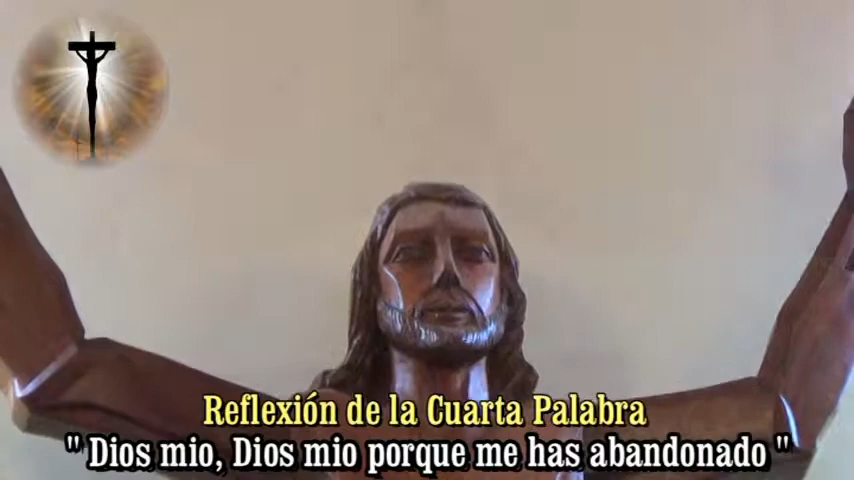 Reflexión de la Cuarta Palabra
" Dios mio, Dios mio porque me has abandonado "